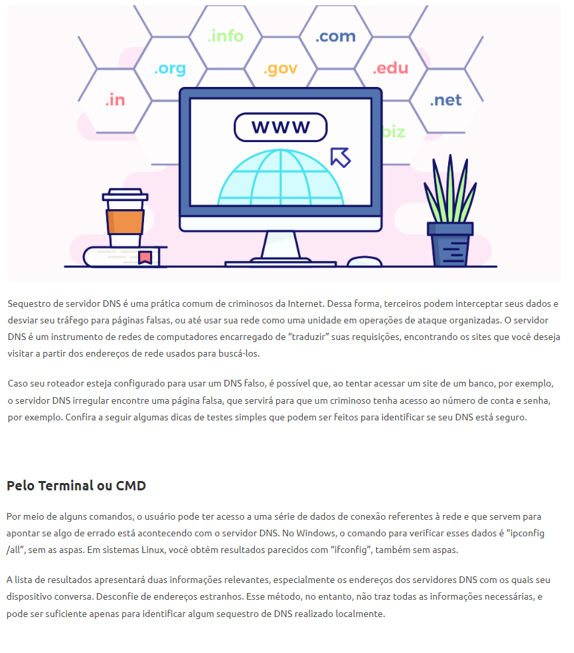 .info
.com
.org
.gov
.edu
.in
.net
biz
WWW
Sequestro de servidor DNS é uma prática comum de criminosos da Internet. Dessa forma, terceiros podem interceptar seus dados e
desviar seu tráfego para páginas falsas, ou até usar sua rede como uma unidade em operações de ataque organizadas. O servidor
DNS é um instrumento de redes de computadores encarregado de “traduzir” suas requisições, encontrando os sites que você deseja
visitar a partir dos endereços de rede usados para buscá-los.
Caso seu roteador esteja configurado para usar um DNS falso, é possível que, ao tentar acessar um site de um banco, por exemplo,
o servidor DNS irregular encontre uma página falsa, que servirá para que um criminoso tenha acesso ao número de conta e senha,
por exemplo. Confira a seguir algumas dicas de testes simples que podem ser feitos para identificar se seu DNS está seguro.
Pelo Terminal ou CMD
Por meio de alguns comandos, o usuário pode ter acesso a uma série de dados de conexão referentes à rede e que servem para
apontar se algo de errado está acontecendo com o servidor DNS. No Windows, o comando para verificar esses dados é “ipconfig
/all”, sem as aspas. Em sistemas Linux, você obtêm resultados parecidos com “ifconfig”, também sem aspas.
A lista de resultados apresentará duas informações relevantes, especialmente os endereços dos servidores DNS com os quais seu
dispositivo conversa. Desconfie de endereços estranhos. Esse método, no entanto, não traz todas as informações necessárias, e
pode ser suficiente apenas para identificar algum sequestro de DNS realizado localmente.